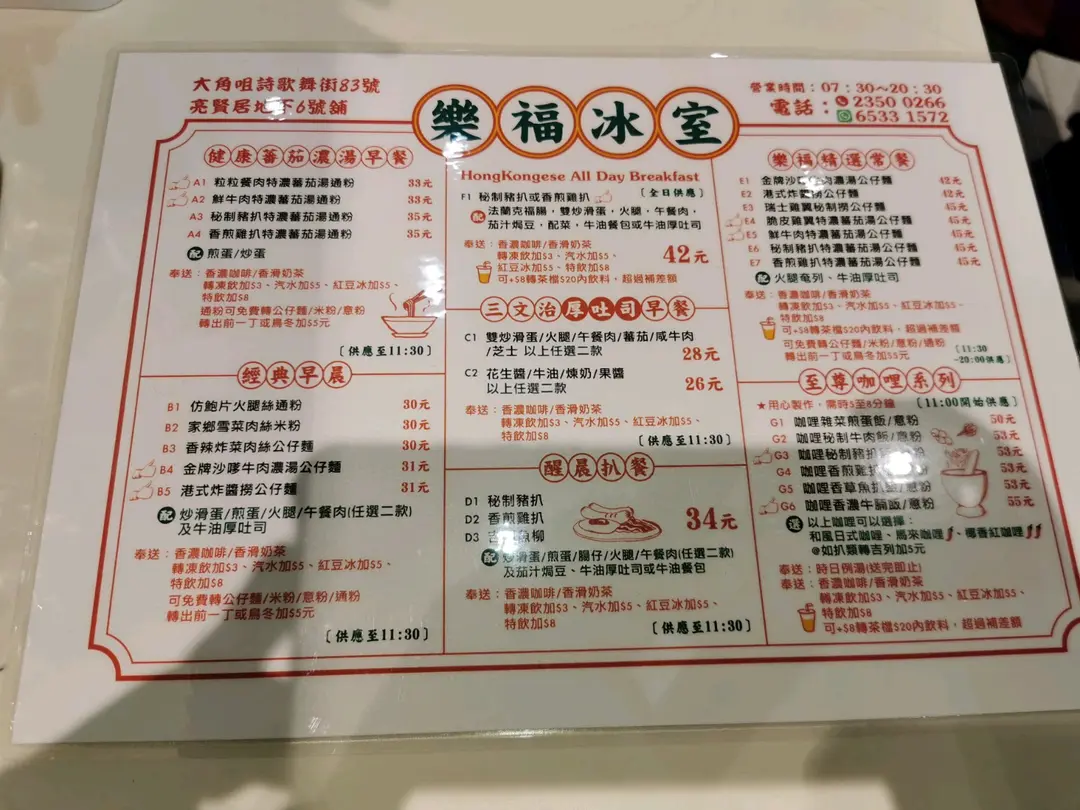 大角咀詩歌舞街83號
亮賢居地下6號舖
樂福冰室
營業時間：07：30～20：30
電話：2350 0266
6533 1572
健康蕃茄濃湯早餐
A1 粒粒餐肉特濃蕃茄湯通粉 33元
A2 鮮牛肉特濃蕃茄湯通粉 33元
A3 秘制豬扒特濃蕃茄湯通粉 35元
A4 香煎雞扒特濃蕃茄湯通粉 35元
配 煎蛋/炒蛋
奉送：香濃咖啡/香滑奶茶
轉凍飲加$3、汽水加$5、紅豆冰加$5、
特飲加$8
通粉可免費轉公仔麵/米粉/意粉
轉出前一丁或烏冬加$5元
〔供應至11:30〕
經典早晨
B1 仿鮑片火腿絲通粉 30元
B2 家鄉雪菜肉絲米粉 30元
B3 香辣炸菜肉絲公仔麵 30元
B4 金牌沙嗲牛肉濃湯公仔麵 31元
B5 港式炸醬撈公仔麵 31元
配 炒滑蛋/煎蛋/火腿/午餐肉(任選二款)
及牛油厚吐司
奉送：香濃咖啡/香滑奶茶
轉凍飲加$3、汽水加$5、紅豆冰加$5、
特飲加$8
可免費轉公仔麵/米粉/意粉/通粉
轉出前一丁或烏冬加$5元
〔供應至11:30〕
HongKongese All Day Breakfast
F1 秘制豬扒或香煎雞扒 〔全日供應〕
配 法蘭克福腸，雙炒滑蛋，火腿，午餐肉，
茄汁焗豆，配菜，牛油餐包或牛油厚吐司
奉送：香濃咖啡/香滑奶茶
轉凍飲加$3、汽水加$5、
紅豆冰加$5、特飲加$8
可+$8轉茶檔$20內飲料，超過補差額
42元
三文治厚吐司早餐
C1 雙炒滑蛋/火腿/午餐肉/蕃茄/咸牛肉
/芝士 以上任選二款 28元
C2 花生醬/牛油/煉奶/果醬
以上任選二款 26元
奉送：香濃咖啡/香滑奶茶
轉凍飲加$3、汽水加$5、紅豆冰加$5、
特飲加$8
〔供應至11:30〕
醒晨扒餐
D1 秘制豬扒
D2 香煎雞扒
D3 吉列魚柳
34元
配 炒滑蛋/煎蛋/腸仔/火腿/午餐肉(任選二款)
及茄汁焗豆、牛油厚吐司或牛油餐包
奉送：香濃咖啡/香滑奶茶
轉凍飲加$3、汽水加$5、紅豆冰加$5、
特飲加$8
〔供應至11:30〕
樂福精選常餐
E1 金牌沙嗲牛肉濃湯公仔麵 42元
E2 港式炸醬撈公仔麵 42元
E3 瑞士雞翼秘制撈公仔麵 45元
E4 脆皮雞翼特濃蕃茄湯公仔麵 45元
E5 鮮牛肉特濃蕃茄湯公仔麵 45元
E6 秘制豬扒特濃蕃茄湯公仔麵 45元
E7 香煎雞扒特濃蕃茄湯公仔麵 45元
配 火腿奄列、牛油厚吐司
奉送：香濃咖啡/香滑奶茶
轉凍飲加$3、汽水加$5、紅豆冰加$5、
特飲加$8
可+$8轉茶檔$20內飲料，超過補差額
可免費轉公仔麵/米粉/意粉/通粉
轉出前一丁或烏冬加$5元
〔11:30
~20:00供應〕
至尊咖喱系列
★用心製作，需時5至8分鐘 〔11:00開始供應〕
G1 咖喱雜菜煎蛋飯/意粉 50元
G2 咖喱秘制牛肉飯/意粉 53元
G3 咖喱秘制豬扒飯/意粉 53元
G4 咖喱香煎雞扒飯/意粉 53元
G5 咖喱香草魚扒飯/意粉 53元
G6 咖喱香濃牛腩飯/意粉 55元
選 以上咖喱可以選擇：
和風日式咖喱、馬來咖喱、椰香紅咖喱
@如扒類轉吉列加5元
奉送：時日例湯(送完即止)
奉送：香濃咖啡/香滑奶茶
轉凍飲加$3、汽水加$5、紅豆冰加$5、
特飲加$8
可+$8轉茶檔$20內飲料，超過補差額